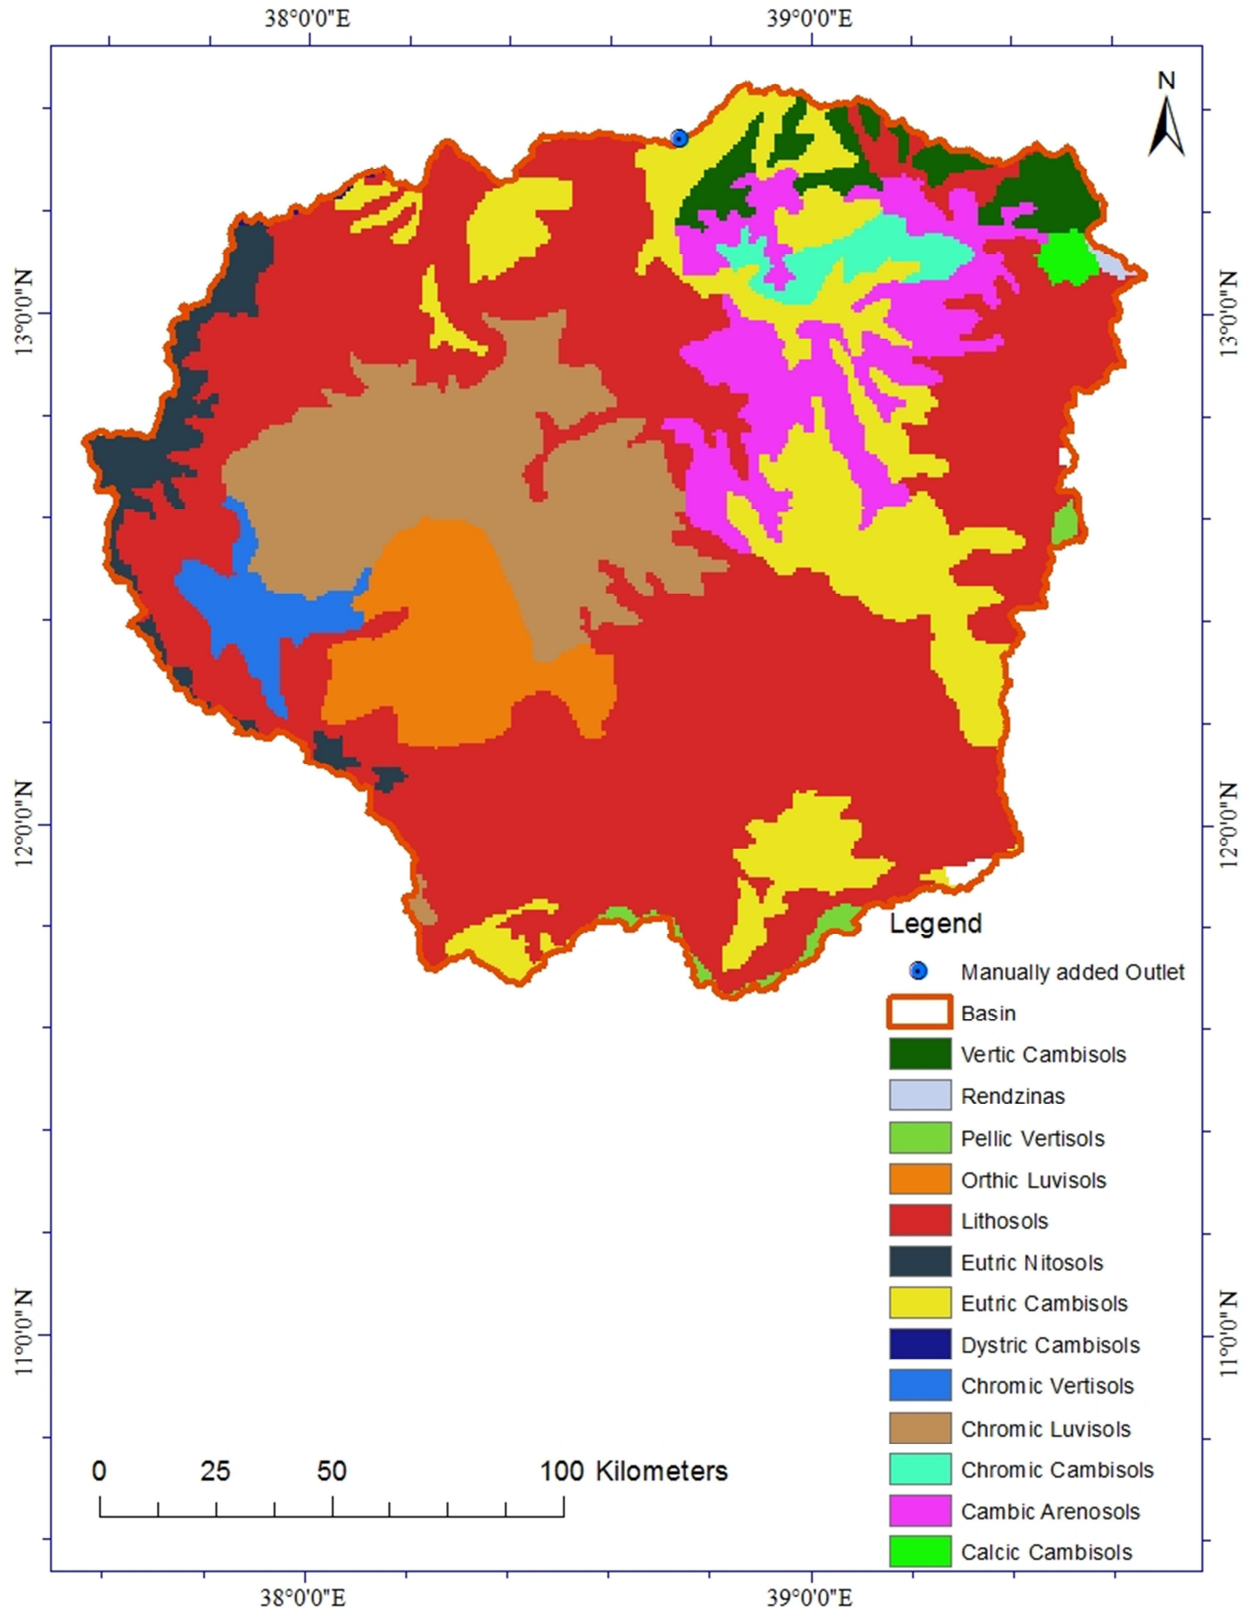 38°0'0"E 39°0'0"E
N
13°0'0"N 13°0'0"N
12°0'0"N 12°0'0"N
Legend
Manually added Outlet
Basin
Vertic Cambisols
Rendzinas
Pellic Vertisols
Orthic Luvisols
Lithosols
Eutric Nitosols
Eutric Cambisols
11°0'0"N 11°0'0"N
Dystric Cambisols
Chromic Vertisols
Chromic Luvisols
Chromic Cambisols
Cambic Arenosols
Calcic Cambisols
0 25 50 100 Kilometers
38°0'0"E 39°0'0"E